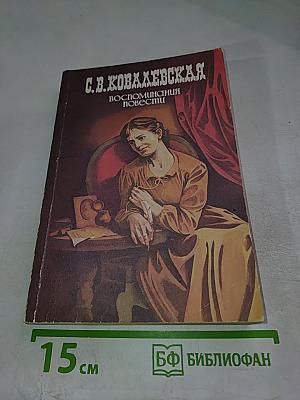 С. В. КОВАЛЕВСКАЯ
ВОСПОМИНАНИЯ
ПОВЕСТИ
15 см
БФ БИБЛИОФАН